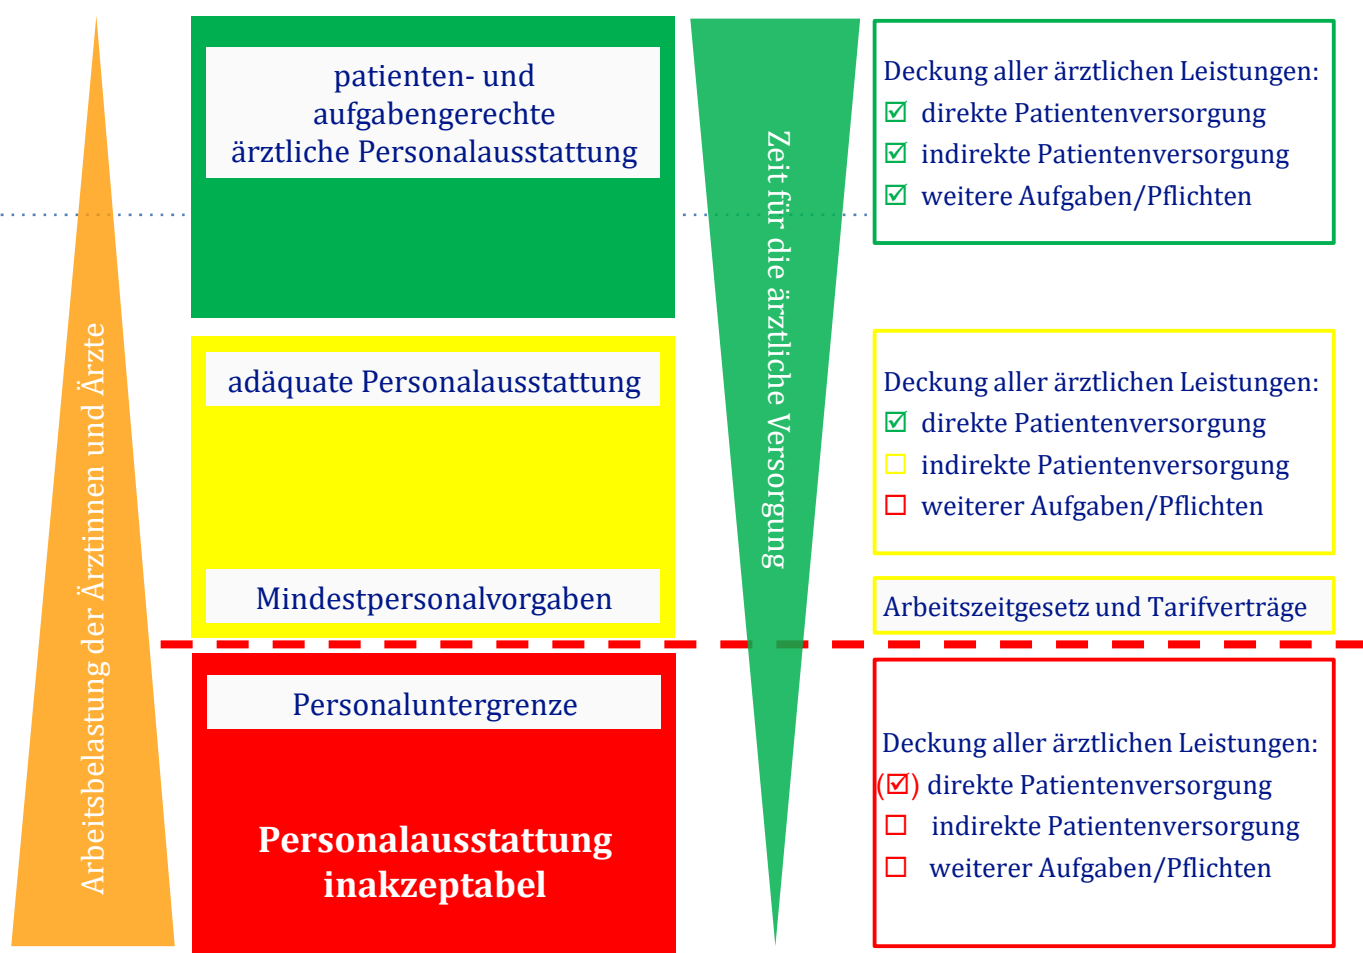 Arbeitsbelastung der Ärztinnen und Ärzte
patienten- und
aufgabengerechte
ärztliche Personalausstattung
adäquate Personalausstattung
Mindestpersonalvorgaben
Personaluntergrenze
Personalausstattung
inakzeptabel
Zeit für die ärztliche Versorgung
Deckung aller ärztlichen Leistungen:
☑ direkte Patientenversorgung
☑ indirekte Patientenversorgung
☑ weitere Aufgaben/Pflichten
Deckung aller ärztlichen Leistungen:
☑ direkte Patientenversorgung
☐ indirekte Patientenversorgung
☐ weiterer Aufgaben/Pflichten
Arbeitszeitgesetz und Tarifverträge
Deckung aller ärztlichen Leistungen:
(☑) direkte Patientenversorgung
☐ indirekte Patientenversorgung
☐ weiterer Aufgaben/Pflichten